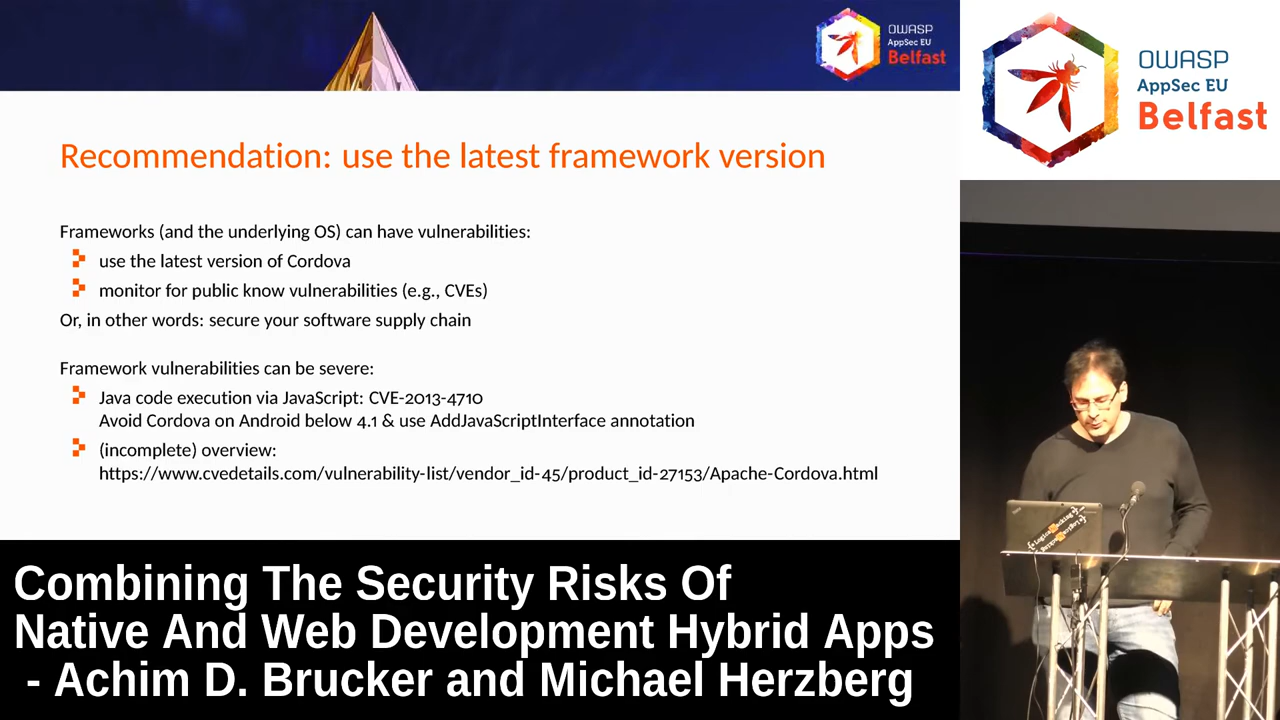 OWASP
AppSec EU
Belfast
OWASP
AppSec EU
Belfast
Recommendation: use the latest framework version
Frameworks (and the underlying OS) can have vulnerabilities:
use the latest version of Cordova
monitor for public know vulnerabilities (e.g., CVEs)
Or, in other words: secure your software supply chain
Framework vulnerabilities can be severe:
Java code execution via JavaScript: CVE-2013-4710
Avoid Cordova on Android below 4.1 & use AddJavaScriptInterface annotation
(incomplete) overview:
https://www.cvedetails.com/vulnerability-list/vendor_id-45/product_id-27153/Apache-Cordova.html
Combining The Security Risks Of
Native And Web Development Hybrid Apps
- Achim D. Brucker and Michael Herzberg